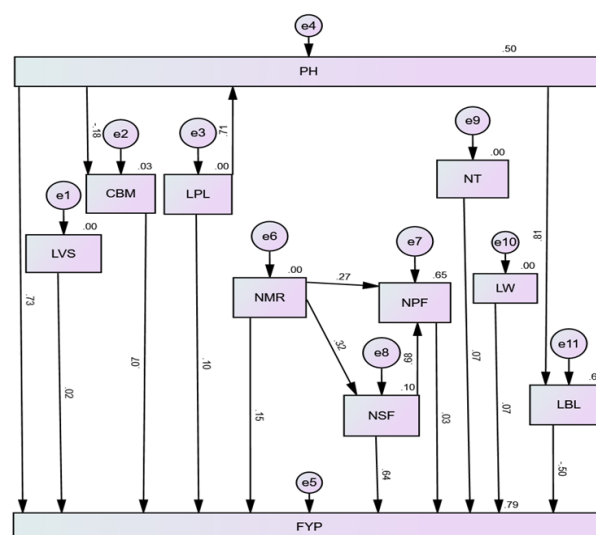 e4
.50
PH
e9
e2
e3
-.18
.71
.03
.00
.00
CBM
LPL
NT
e1
.00
LVS
e6
e7
e10
.81
.00
.27
.65
.00
NMR
NPF
LW
.73
.32
e8
.68
e11
.10
.6
NSF
LBL
.02
.07
.10
.15
.64
.03
.07
.07
-.50
e5
.79
FYP